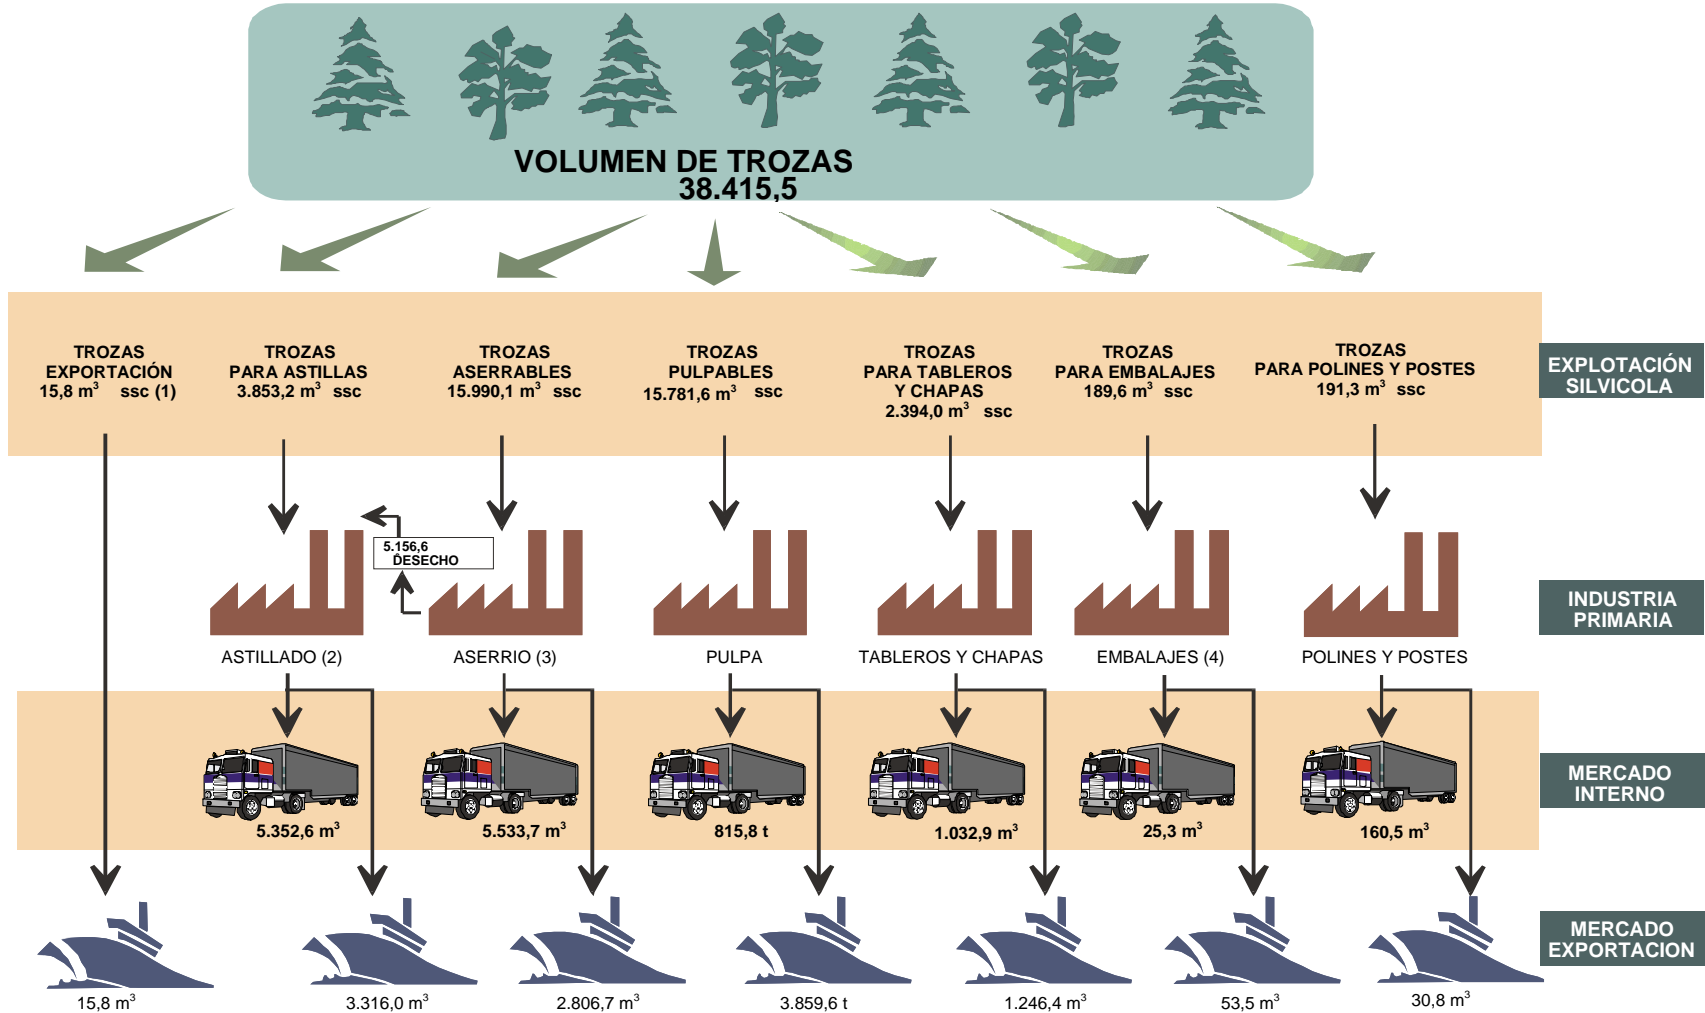 VOLUMEN DE TROZAS
38.415,5
TROZAS
EXPORTACIÓN
15,8 m³ ssc (1)
TROZAS
PARA ASTILLAS
3.853,2 m³ ssc
TROZAS
ASERRABLES
15.990,1 m³ ssc
TROZAS
PULPABLES
15.781,6 m³ ssc
TROZAS
PARA TABLEROS
Y CHAPAS
2.394,0 m³ ssc
TROZAS
PARA EMBALAJES
189,6 m³ ssc
TROZAS
PARA POLINES Y POSTES
191,3 m³ ssc
EXPLOTACIÓN
SILVICOLA
5.156,6
DESECHO
INDUSTRIA
PRIMARIA
ASTILLADO (2)
ASERRIO (3)
PULPA
TABLEROS Y CHAPAS
EMBALAJES (4)
POLINES Y POSTES
5.352,6 m³
5.533,7 m³
815,8 t
1.032,9 m³
25,3 m³
160,5 m³
MERCADO
INTERNO
MERCADO
EXPORTACION
15,8 m³
3.316,0 m³
2.806,7 m³
3.859,6 t
1.246,4 m³
53,5 m³
30,8 m³